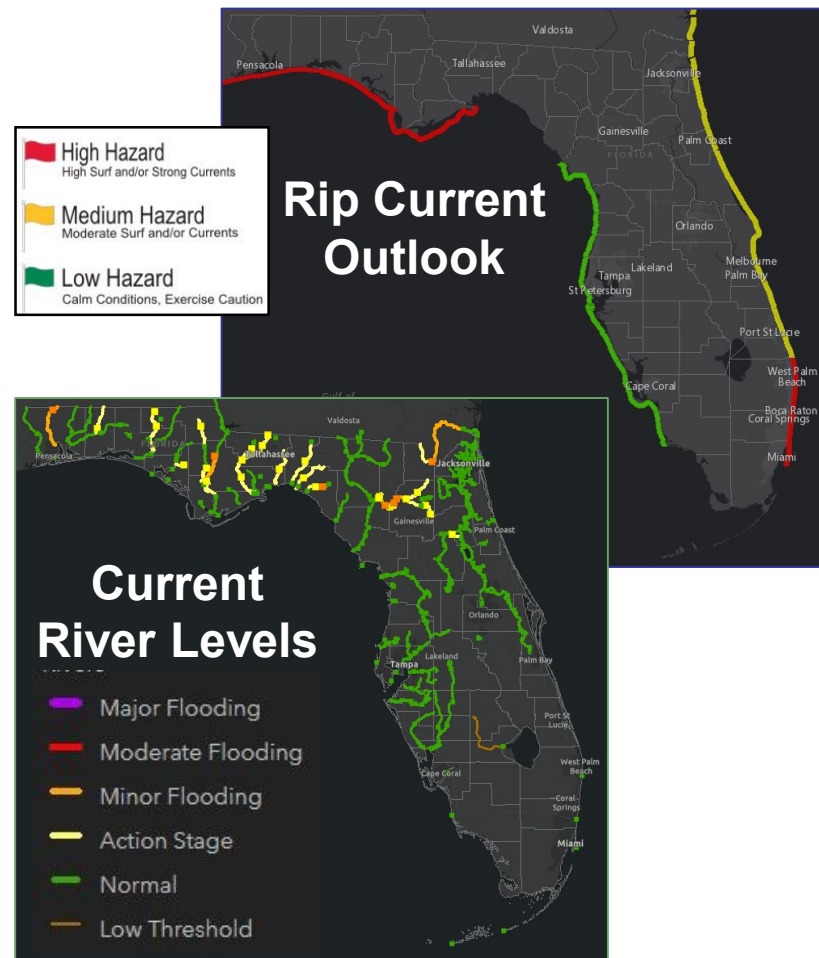 Valdosta
Pensacola
Tallahassee
Jacksonville
Gainesville
FLORIDA
Palm Coast
Orlando
Melbourne
Palm Bay
Lakeland
Tampa
St Petersburg
Port St Lucie
Cape Coral
West Palm
Beach
Boca Raton
Coral Springs
Miami
High Hazard
High Surf and/or Strong Currents
Medium Hazard
Moderate Surf and/or Currents
Low Hazard
Calm Conditions, Exercise Caution
Rip Current
Outlook
Gulf of
Valdosta
FLORIDA
Pensacola
Tallahassee
Jacksonville
Gainesville
Palm Coast
Orlando
Lakeland
Tampa
Palm Bay
Port St
Lucie
West Palm
Beach
Cape Coral
Coral
Springs
Miami
Current
River Levels
Major Flooding
Moderate Flooding
Minor Flooding
Action Stage
Normal
Low Threshold